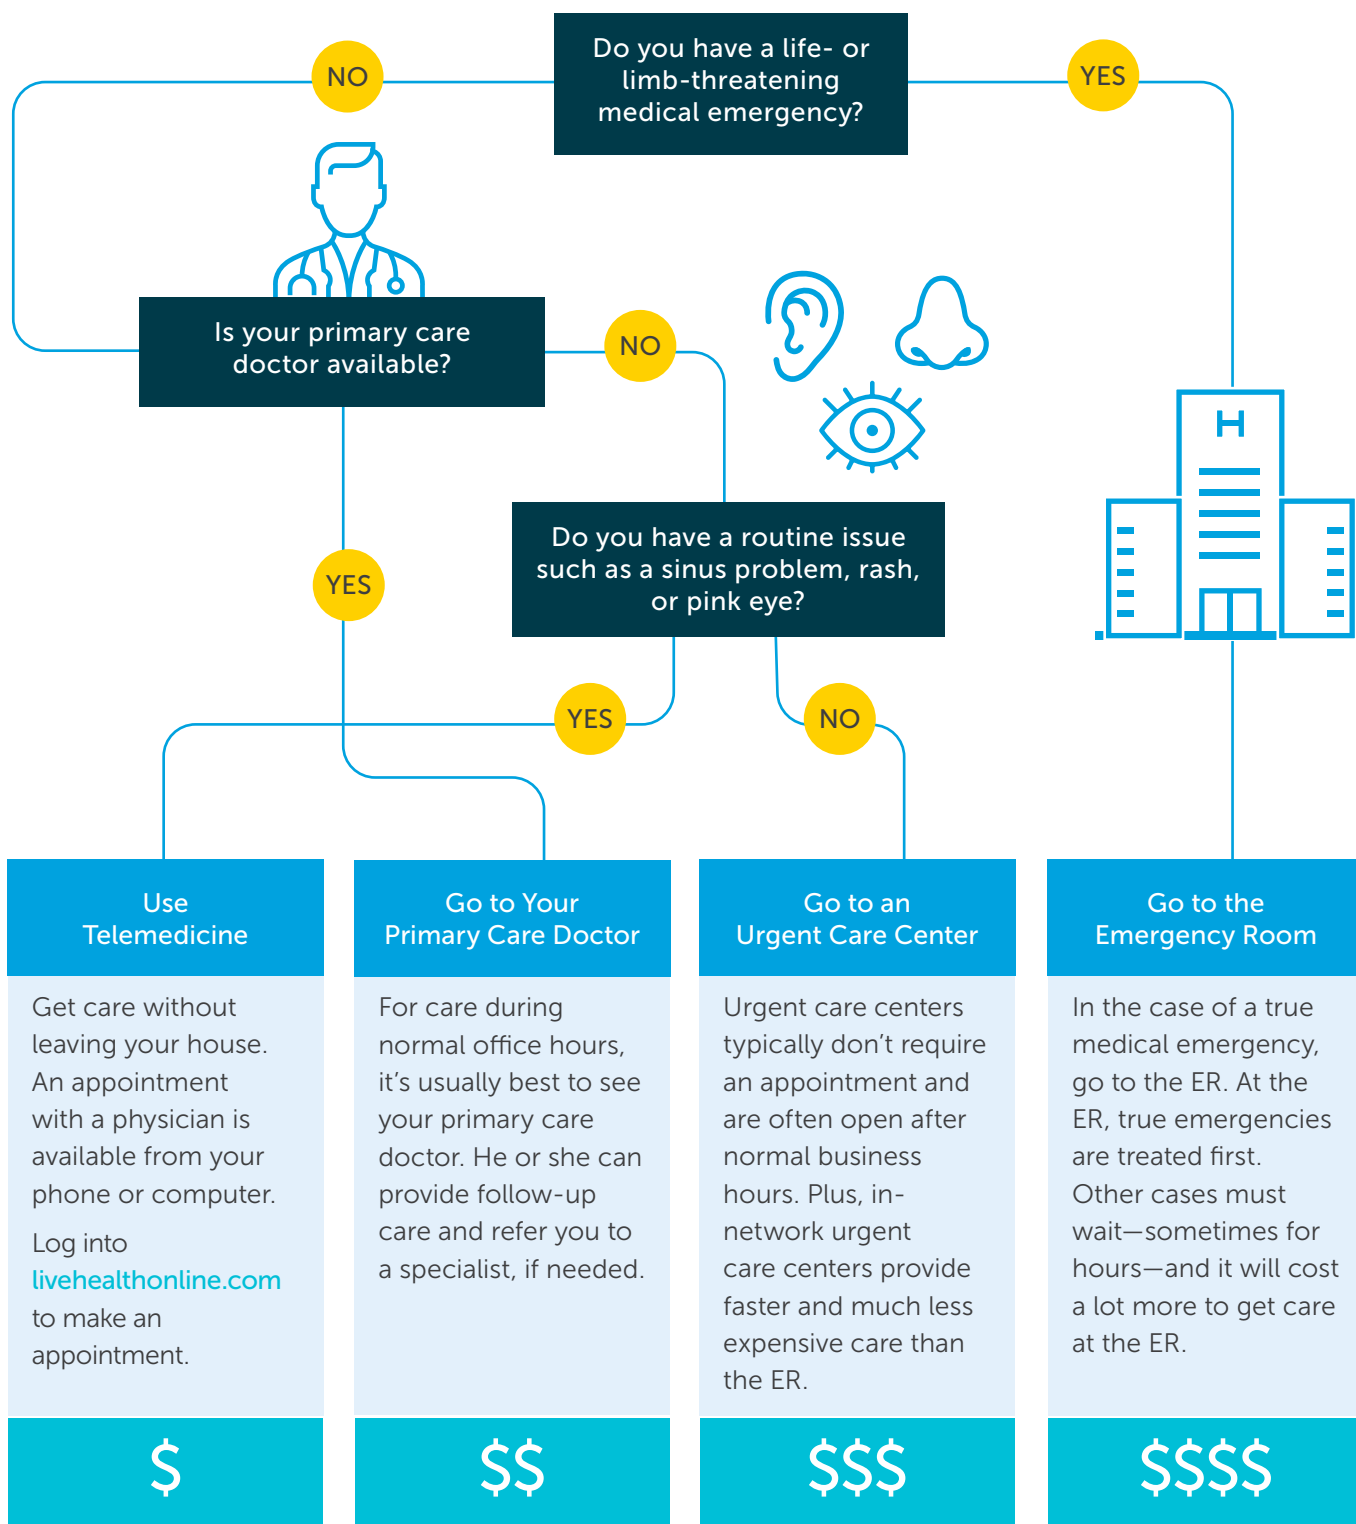 Do you have a life- or
limb-threatening
medical emergency?
NO
YES
Is your primary care
doctor available?
NO
H
Do you have a routine issue
such as a sinus problem, rash,
or pink eye?
YES
YES
NO
Use
Telemedicine
Get care without
leaving your house.
An appointment
with a physician is
available from your
phone or computer.
Log into
livehealthonline.com
to make an
appointment.
$
Go to Your
Primary Care Doctor
For care during
normal office hours,
it’s usually best to see
your primary care
doctor. He or she can
provide follow-up
care and refer you to
a specialist, if needed.
$$
Go to an
Urgent Care Center
Urgent care centers
typically don’t require
an appointment and
are often open after
normal business
hours. Plus, in-
network urgent
care centers provide
faster and much less
expensive care than
the ER.
$$$
Go to the
Emergency Room
In the case of a true
medical emergency,
go to the ER. At the
ER, true emergencies
are treated first.
Other cases must
wait—sometimes for
hours—and it will cost
a lot more to get care
at the ER.
$$$$